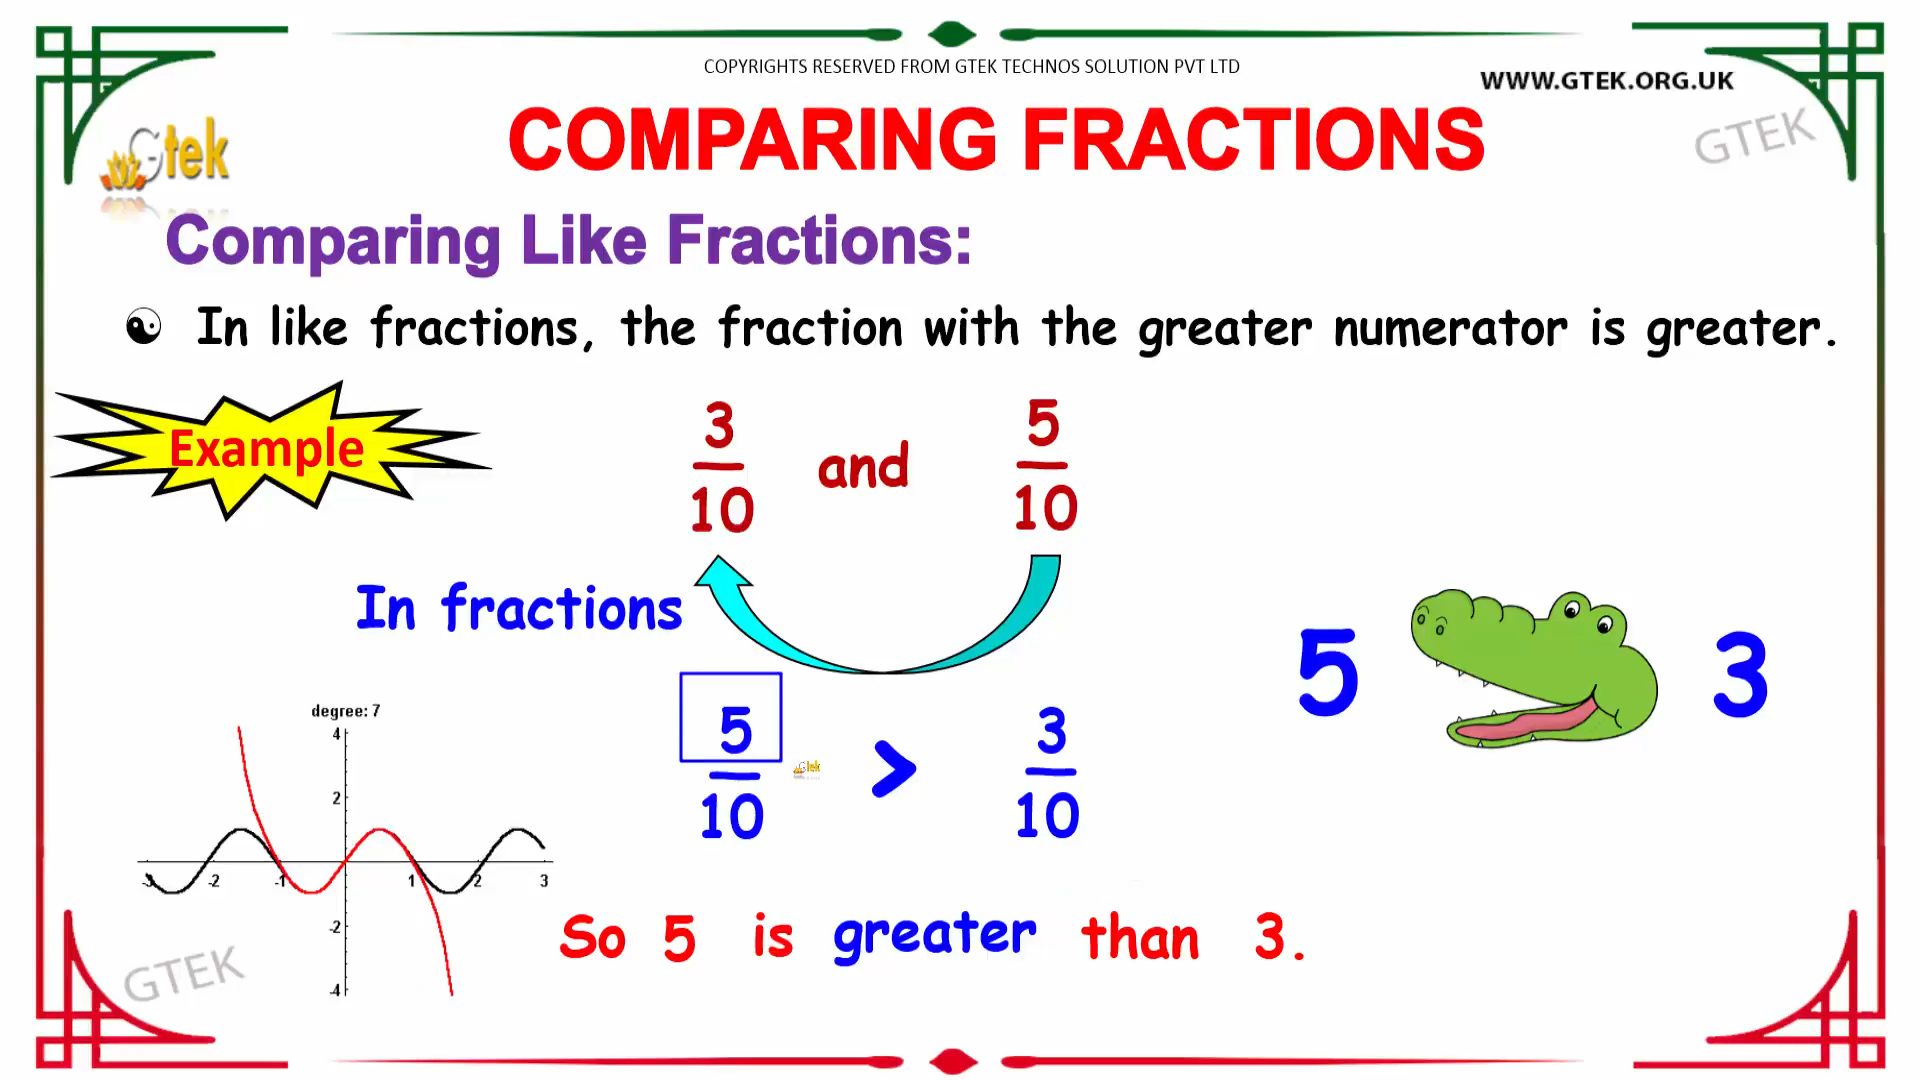 COPYRIGHTS RESERVED FROM GTEK TECHNOS SOLUTION PVT LTD
WWW.GTEK.ORG.UK
Gtek
COMPARING FRACTIONS
GTEK
Comparing Like Fractions:
In like fractions, the fraction with the greater numerator is greater.
Example
3/10 and 5/10
In fractions
5 3
5/10 > 3/10
Gtek
degree: 7
4
2
-3 -2 -1 1 2 3
-2
-4
So 5 is greater than 3.
GTEK